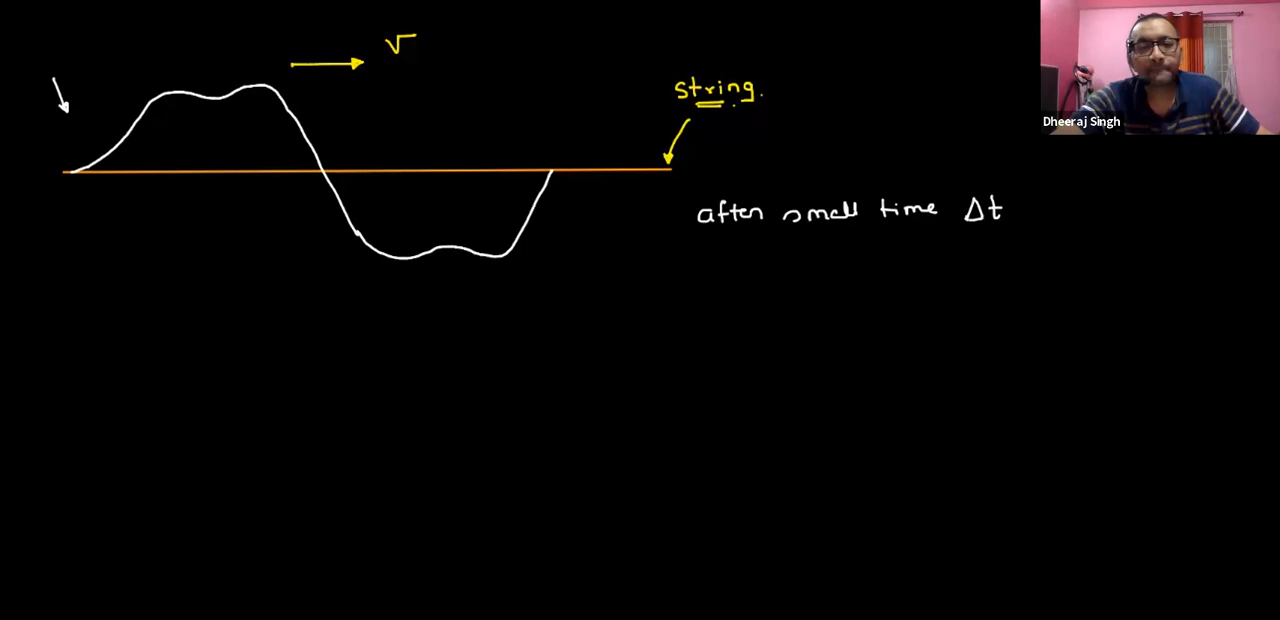 v
string.
Dheeraj Singh
after small time Δt